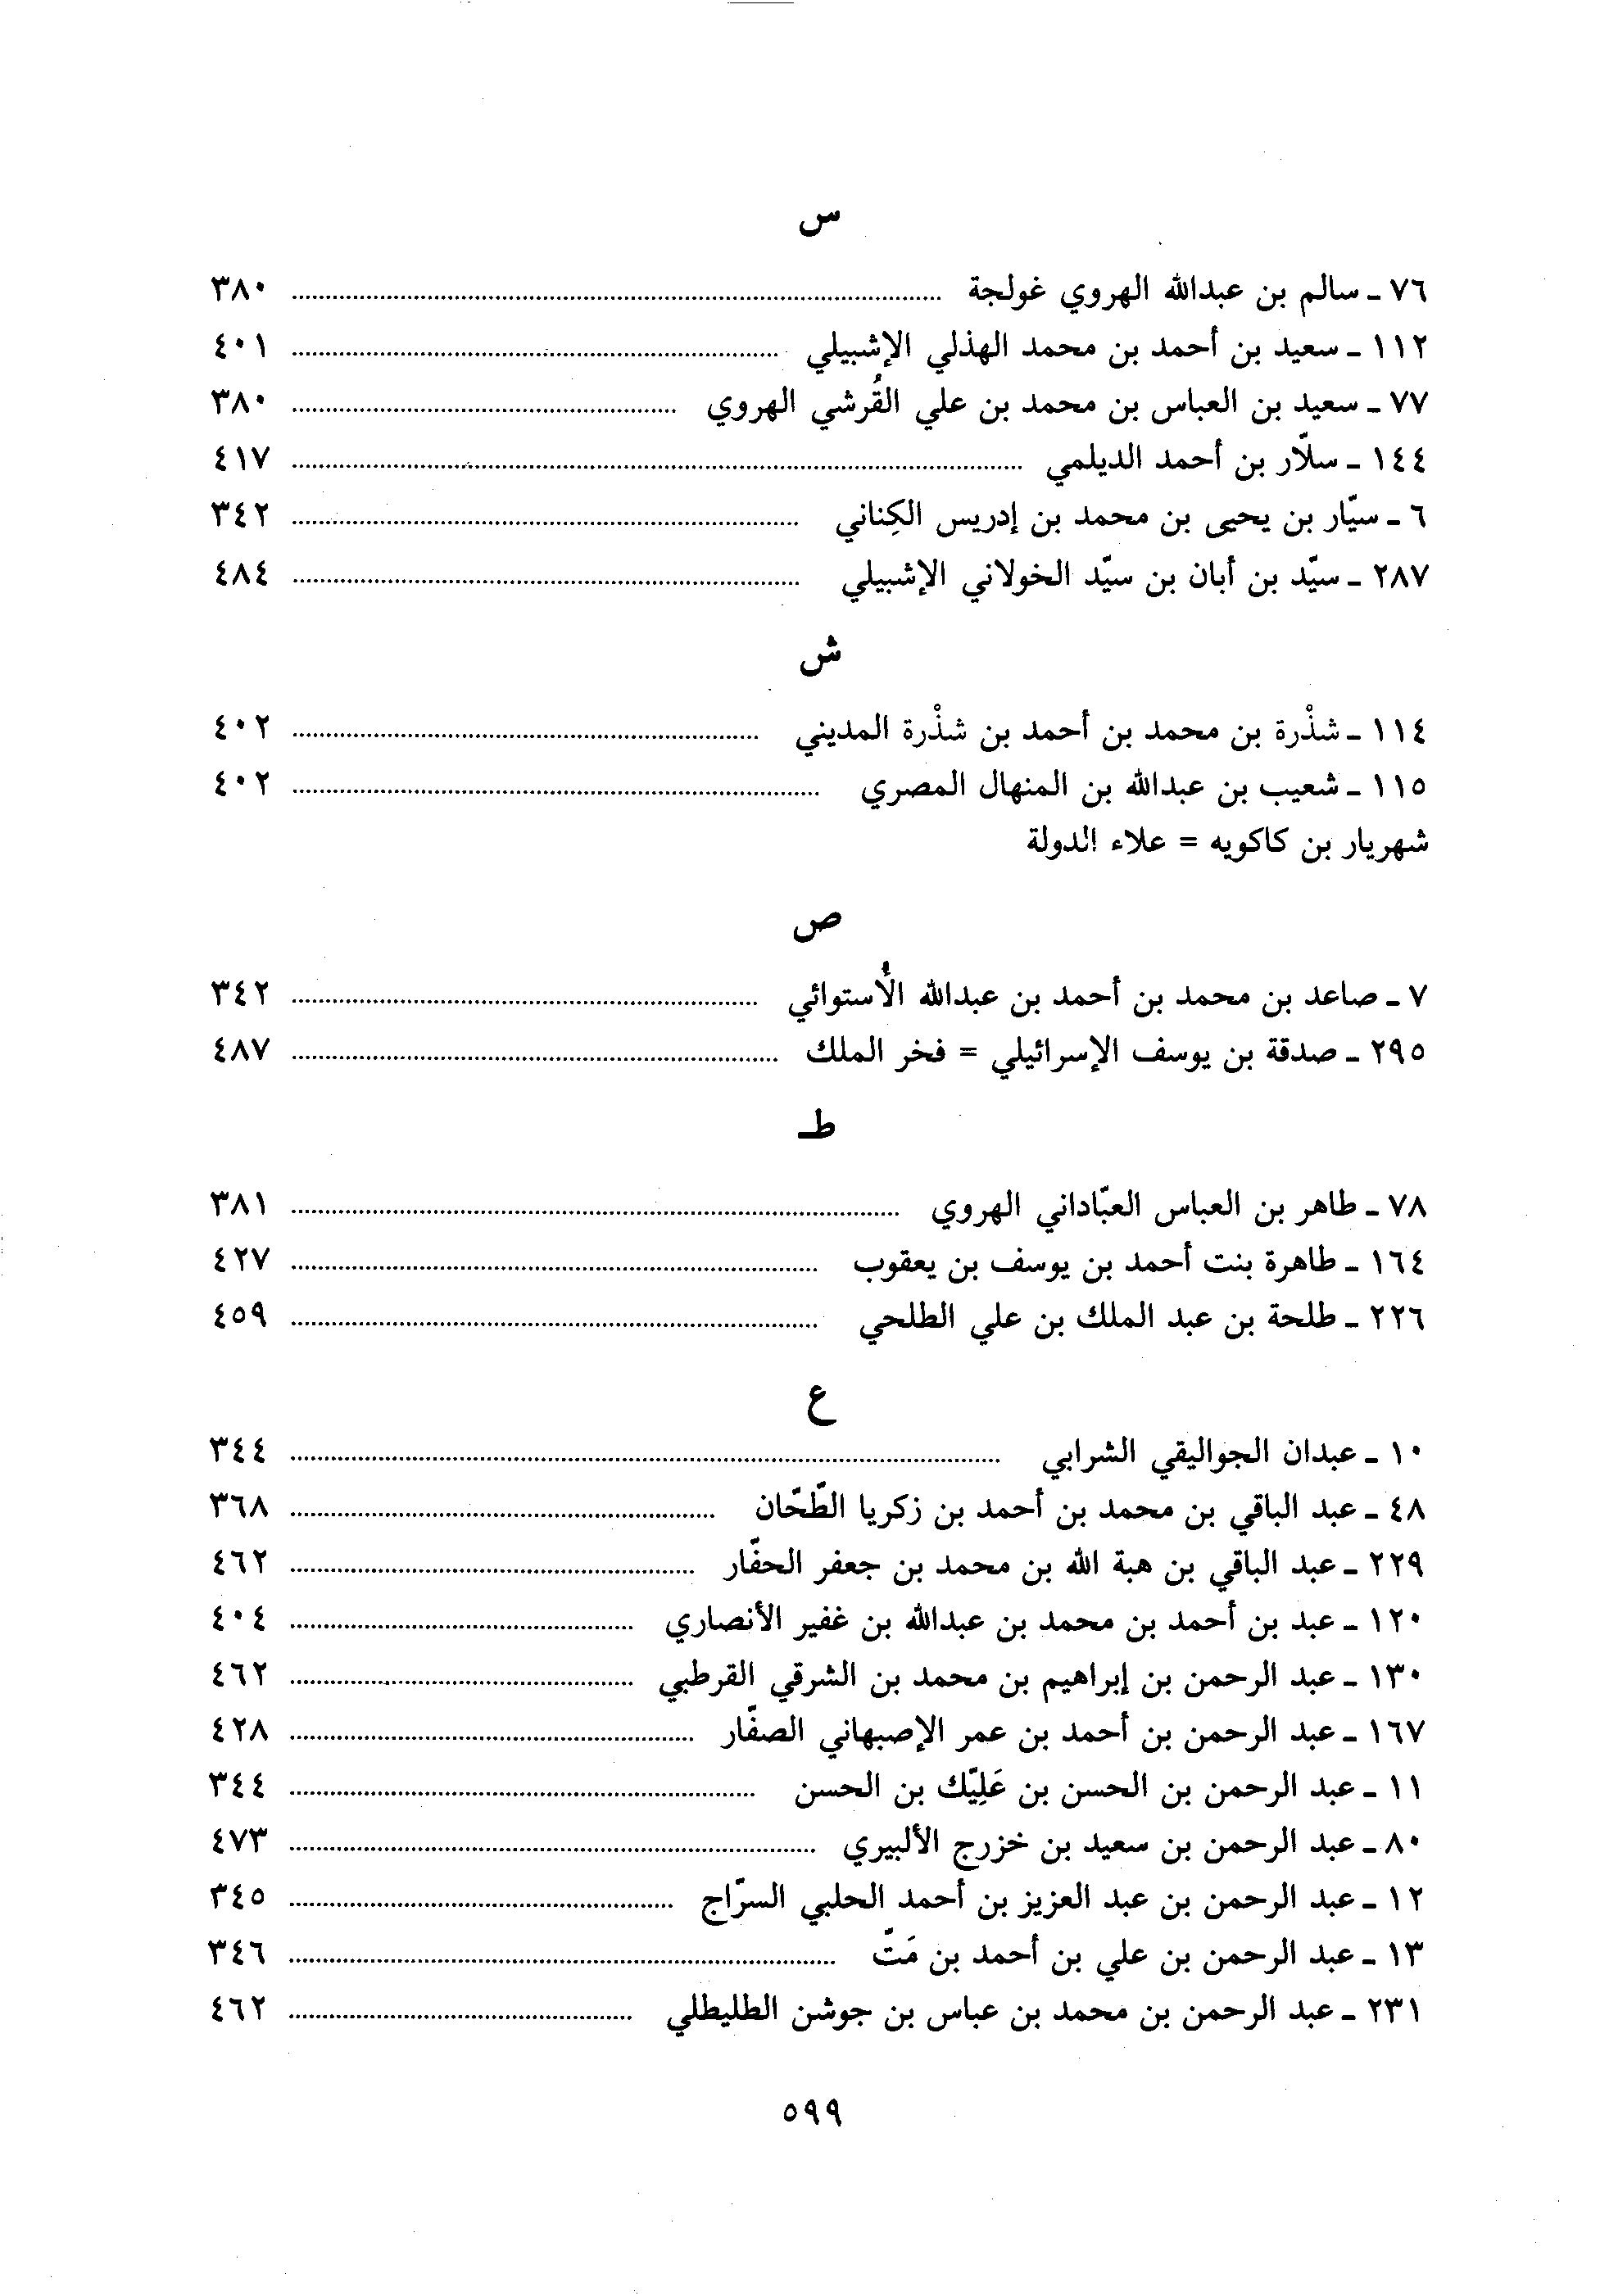 س
٧٦ ـ سالم بن عبدالله الهروي غولجة ........ ٣٨٠
١١٢ ـ سعيد بن أحمد بن محمد الهذلي الإشبيلي ........ ٤٠١
٧٧ ـ سعيد بن العباس بن محمد بن علي القُرشي الهروي ........ ٣٨٠
١٤٤ ـ سلّار بن أحمد الديلمي ........ ٤١٧
٦ ـ سيّار بن يحيى بن محمد بن إدريس الكِناني ........ ٣٤٢
٢٨٧ ـ سيّد بن أبان بن سيّد الخولاني الإشبيلي ........ ٤٨٤
ش
١١٤ ـ شذْرة بن محمد بن أحمد بن شذْرة المديني ........ ٤٠٢
١١٥ ـ شعيب بن عبدالله بن المنهال المصري ........ ٤٠٢
شهريار بن كاكويه = علاء الدولة
ص
٧ ـ صاعد بن محمد بن أحمد بن عبدالله الأُستوائي ........ ٣٤٢
٢٩٥ ـ صدقة بن يوسف الإسرائيلي = فخر الملك ........ ٤٨٧
طـ
٧٨ ـ طاهر بن العباس العبّاداني الهروي ........ ٣٨١
١٦٤ ـ طاهرة بنت أحمد بن يوسف بن يعقوب ........ ٤٢٧
٢٢٦ ـ طلحة بن عبد الملك بن علي الطلحي ........ ٤٥٩
ع
١٠ ـ عبدان الجواليقي الشرابي ........ ٣٤٤
٤٨ ـ عبد الباقي بن محمد بن أحمد بن زكريا الطّحّان ........ ٣٦٨
٢٢٩ ـ عبد الباقي بن هبة الله بن محمد بن جعفر الحفّار ........ ٤٦٢
١٢٠ ـ عبد بن أحمد بن محمد بن عبدالله بن غفير الأنصاري ........ ٤٠٤
١٣٠ ـ عبد الرحمن بن إبراهيم بن محمد بن الشرقي القرطبي ........ ٤٦٢
١٦٧ ـ عبد الرحمن بن أحمد بن عمر الإصبهاني الصفّار ........ ٤٢٨
١١ ـ عبد الرحمن بن الحسن بن عَلِيّك بن الحسن ........ ٣٤٤
٨٠ ـ عبد الرحمن بن سعيد بن خزرج الألبيري ........ ٤٧٣
١٢ ـ عبد الرحمن بن عبد العزيز بن أحمد الحلبي السرّاج ........ ٣٤٥
١٣ ـ عبد الرحمن بن علي بن أحمد بن مَتّ ........ ٣٤٦
٢٣١ ـ عبد الرحمن بن محمد بن عباس بن جوشن الطليطلي ........ ٤٦٢
٥٩٩